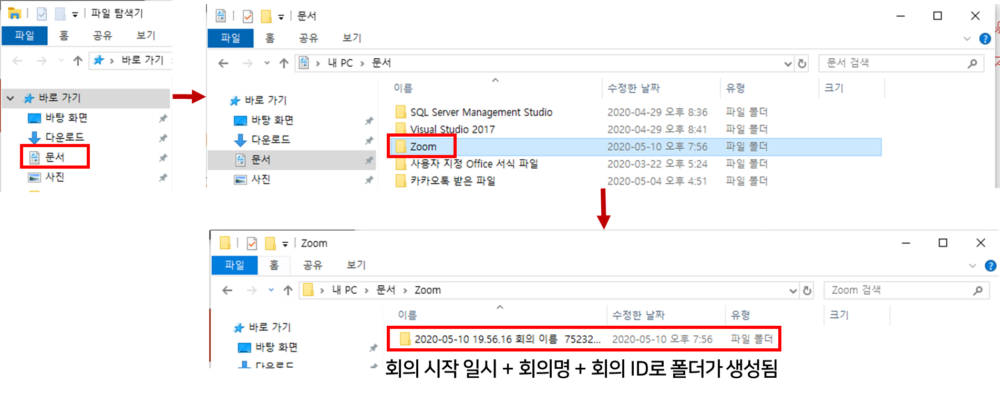 파일 탐색기
파일 홈 공유 보기
바로 가기
바로 가기
바탕 화면
다운로드
문서
사진
문서
파일 홈 공유 보기
내 PC 문서
문서 검색
이름 수정한 날짜 유형 크기
바로 가기
바탕 화면
다운로드
문서
사진
SQL Server Management Studio 2020-04-29 오후 8:36 파일 폴더
Visual Studio 2017 2020-04-29 오후 8:41 파일 폴더
Zoom 2020-05-10 오후 7:56 파일 폴더
사용자 지정 Office 서식 파일 2020-03-22 오후 5:24 파일 폴더
카카오톡 받은 파일 2020-05-04 오후 4:51 파일 폴더
Zoom
파일 홈 공유 보기
내 PC 문서 Zoom
Zoom 검색
이름 수정한 날짜 유형 크기
바로 가기
바탕 화면
다운로드
2020-05-10 19.56.16 회의 이름 75232... 2020-05-10 오후 7:56 파일 폴더
회의 시작 일시 + 회의명 + 회의 ID로 폴더가 생성됨